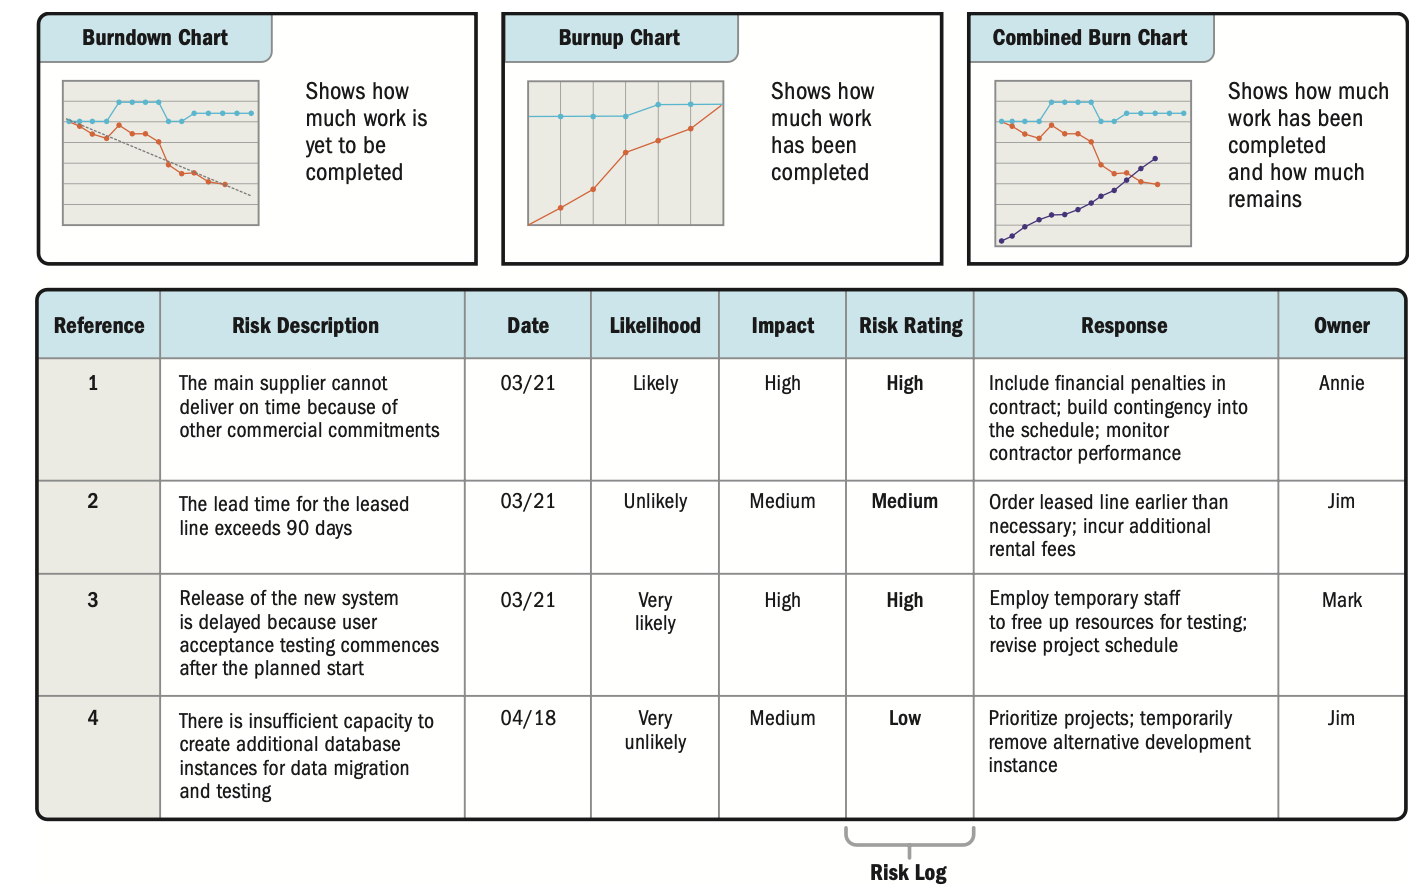 Burndown Chart
Shows how
much work is
yet to be
completed
Burnup Chart
Shows how
much work
has been
completed
Combined Burn Chart
Shows how much
work has been
completed
and how much
remains
Reference
Risk Description
Date
Likelihood
Impact
Risk Rating
Response
Owner
1
The main supplier cannot
deliver on time because of
other commercial commitments
03/21
Likely
High
High
Include financial penalties in
contract; build contingency into
the schedule; monitor
contractor performance
Annie
2
The lead time for the leased
line exceeds 90 days
03/21
Unlikely
Medium
Medium
Order leased line earlier than
necessary; incur additional
rental fees
Jim
3
Release of the new system
is delayed because user
acceptance testing commences
after the planned start
03/21
Very
likely
High
High
Employ temporary staff
to free up resources for testing;
revise project schedule
Mark
4
There is insufficient capacity to
create additional database
instances for data migration
and testing
04/18
Very
unlikely
Medium
Low
Prioritize projects; temporarily
remove alternative development
instance
Jim
Risk Log